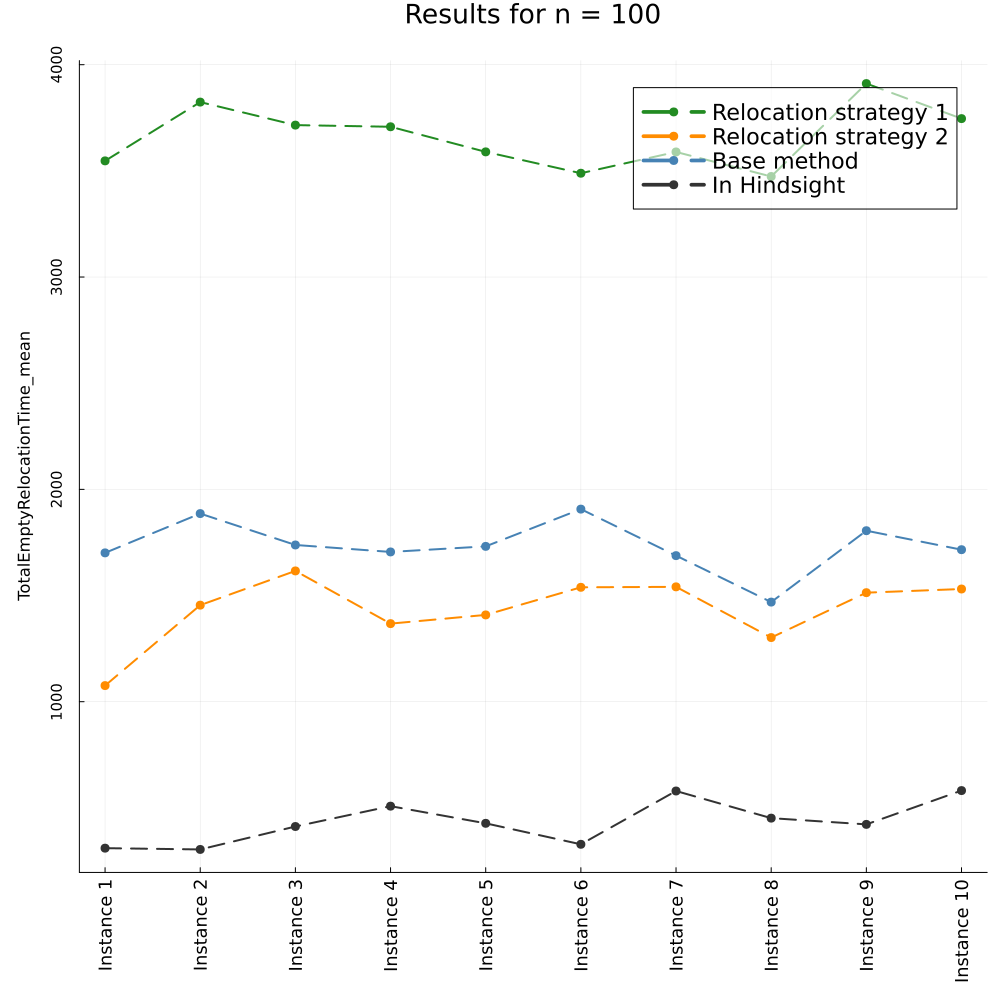 Results for n = 100
TotalEmptyRelocationTime_mean
4000
3000
2000
1000
Relocation strategy 1
Relocation strategy 2
Base method
In Hindsight
Instance 1
Instance 2
Instance 3
Instance 4
Instance 5
Instance 6
Instance 7
Instance 8
Instance 9
Instance 10